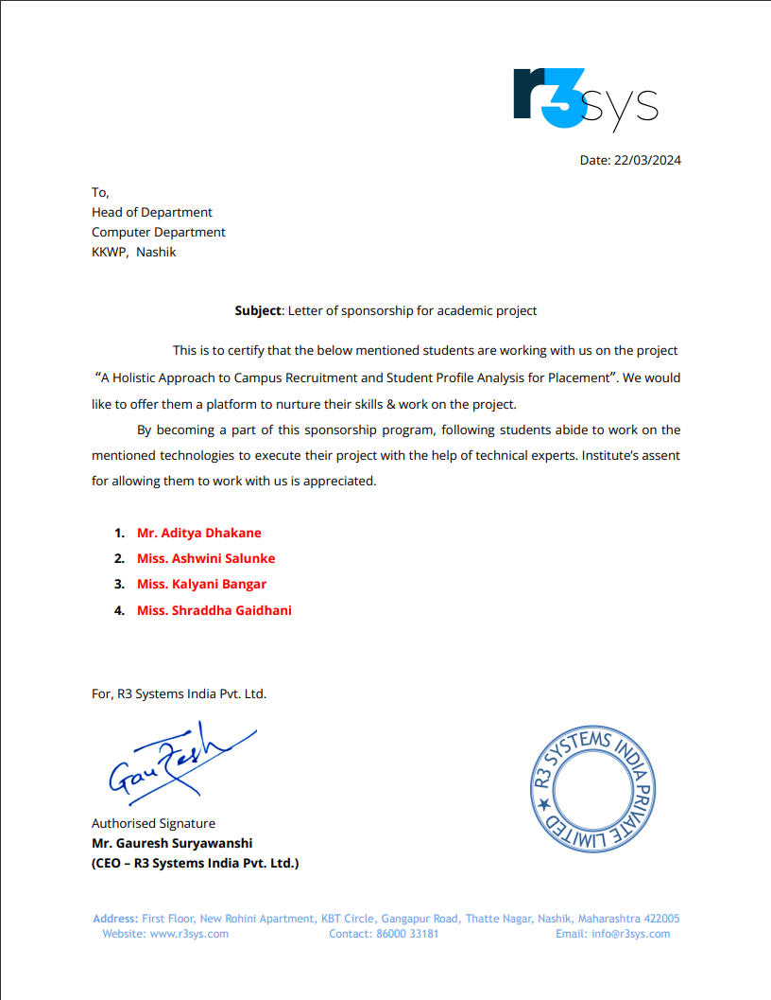 r3sys
Date: 22/03/2024
To,
Head of Department
Computer Department
KKWP, Nashik
Subject: Letter of sponsorship for academic project
This is to certify that the below mentioned students are working with us on the project
“A Holistic Approach to Campus Recruitment and Student Profile Analysis for Placement”. We would
like to offer them a platform to nurture their skills & work on the project.
By becoming a part of this sponsorship program, following students abide to work on the
mentioned technologies to execute their project with the help of technical experts. Institute’s assent
for allowing them to work with us is appreciated.
1. Mr. Aditya Dhakane
2. Miss. Ashwini Salunke
3. Miss. Kalyani Bangar
4. Miss. Shraddha Gaidhani
For, R3 Systems India Pvt. Ltd.
Gauresh
★ R3 SYSTEMS INDIA PRIVATE LIMITED
Authorised Signature
Mr. Gauresh Suryawanshi
(CEO – R3 Systems India Pvt. Ltd.)
Address: First Floor, New Rohini Apartment, KBT Circle, Gangapur Road, Thatte Nagar, Nashik, Maharashtra 422005
Website: www.r3sys.com Contact: 86000 33181 Email: info@r3sys.com